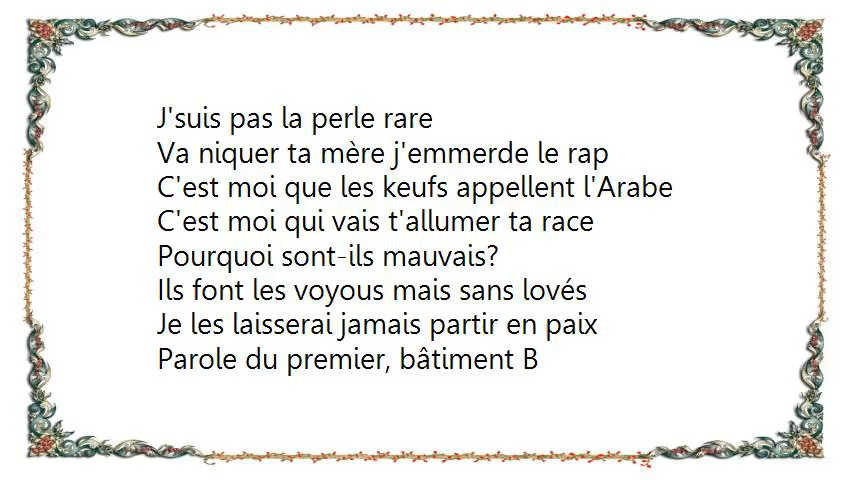 J'suis pas la perle rare
Va niquer ta mère j'emmerde le rap
C'est moi que les keufs appellent l'Arabe
C'est moi qui vais t'allumer ta race
Pourquoi sont-ils mauvais?
Ils font les voyous mais sans lovés
Je les laisserai jamais partir en paix
Parole du premier, bâtiment B